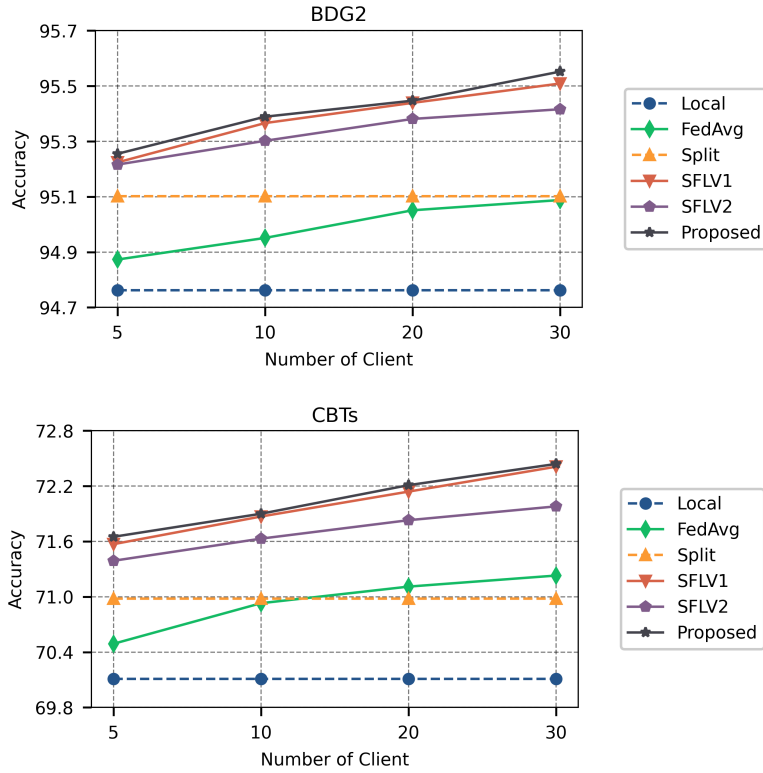 BDG2
95.7
95.5
95.3
95.1
94.9
94.7
Accuracy
5 10 20 30
Number of Client
Local
FedAvg
Split
SFLV1
SFLV2
Proposed
CBTs
72.8
72.2
71.6
71.0
70.4
69.8
Accuracy
5 10 20 30
Number of Client
Local
FedAvg
Split
SFLV1
SFLV2
Proposed